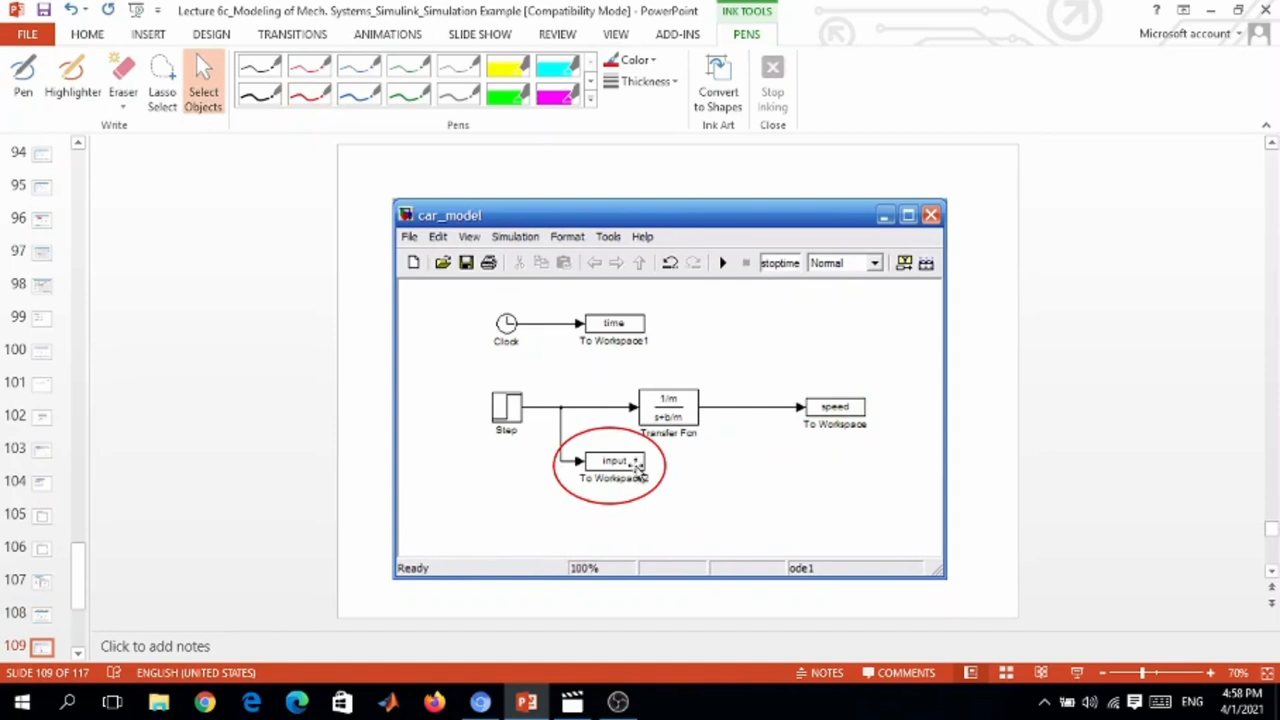 Lecture 6c_Modeling of Mech. Systems_Simulink_Simulation Example [Compatibility Mode] - PowerPoint
INK TOOLS
FILE HOME INSERT DESIGN TRANSITIONS ANIMATIONS SLIDE SHOW REVIEW VIEW ADD-INS PENS
Microsoft account
Pen Highlighter Eraser Lasso Select Select Objects
Color
Thickness
Convert to Shapes
Stop Inking
Write Pens Ink Art Close
94
95
96
97
98
99
100
101
102
103
104
105
106
107
108
109
car_model
File Edit View Simulation Format Tools Help
stoptime Normal
time
Clock To Workspace1
1/m
s+b/m
speed
Step Transfer Fcn To Workspace
input
To Workspace2
Ready 100% ode1
Click to add notes
SLIDE 109 OF 117 ENGLISH (UNITED STATES) NOTES COMMENTS 70%
ENG
4:58 PM
4/1/2021